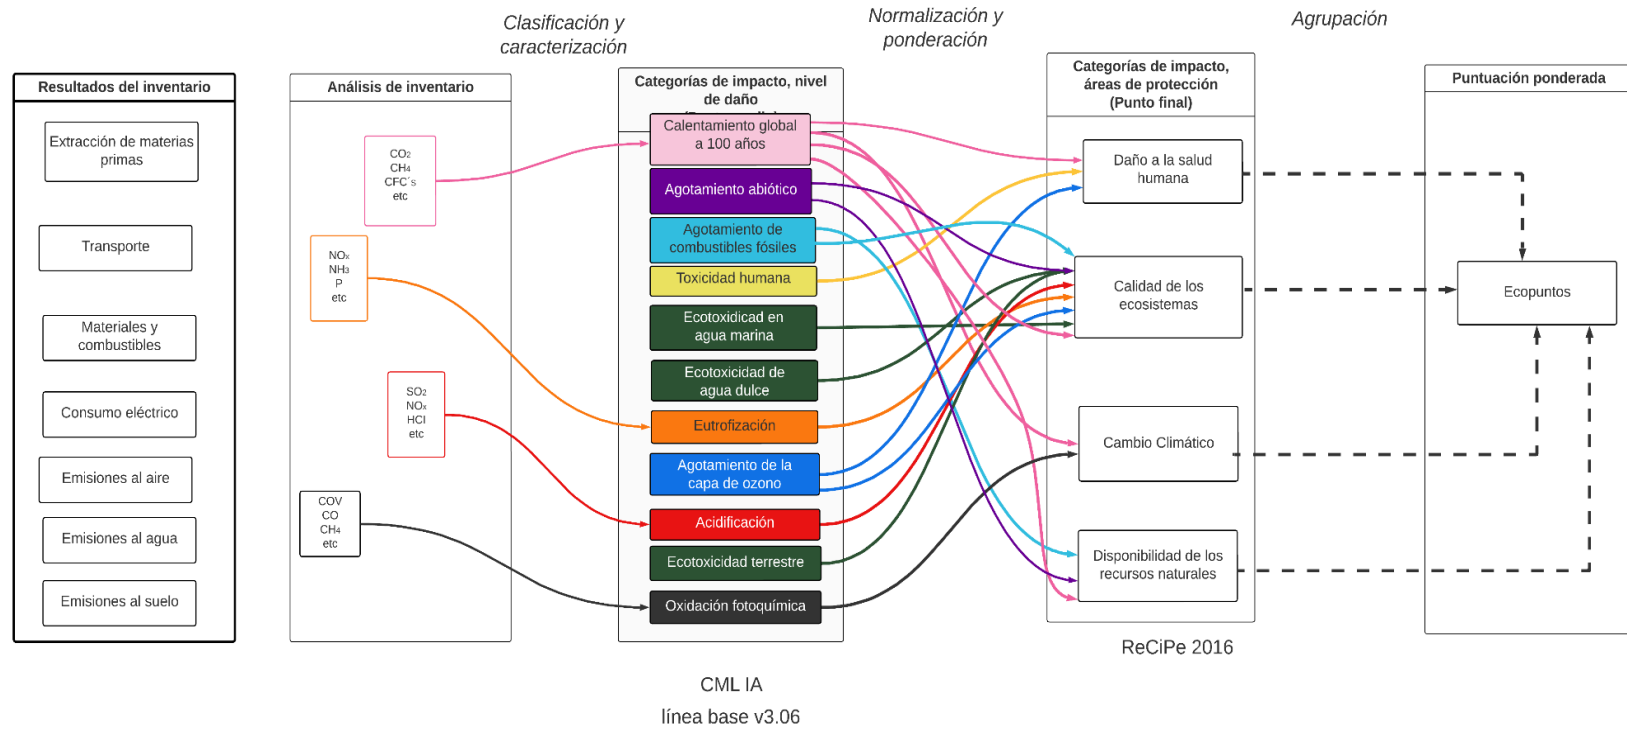 Clasificación y
caracterización
Normalización y
ponderación
Agrupación
Resultados del inventario
Extracción de materias
primas
Transporte
Materiales y
combustibles
Consumo eléctrico
Emisiones al aire
Emisiones al agua
Emisiones al suelo
Análisis de inventario
CO2
CH4
CFC´s
etc
NOx
NH3
P
etc
SO2
NOx
HCl
etc
COV
CO
CH4
etc
Categorías de impacto, nivel
de daño
Calentamiento global
a 100 años
Agotamiento abiótico
Agotamiento de
combustibles fósiles
Toxicidad humana
Ecotoxidicad en
agua marina
Ecotoxicidad de
agua dulce
Eutrofización
Agotamiento de la
capa de ozono
Acidificación
Ecotoxicidad terrestre
Oxidación fotoquímica
CML IA
línea base v3.06
Categorías de impacto,
áreas de protección
(Punto final)
Daño a la salud
humana
Calidad de los
ecosistemas
Cambio Climático
Disponibilidad de los
recursos naturales
ReCiPe 2016
Puntuación ponderada
Ecopuntos